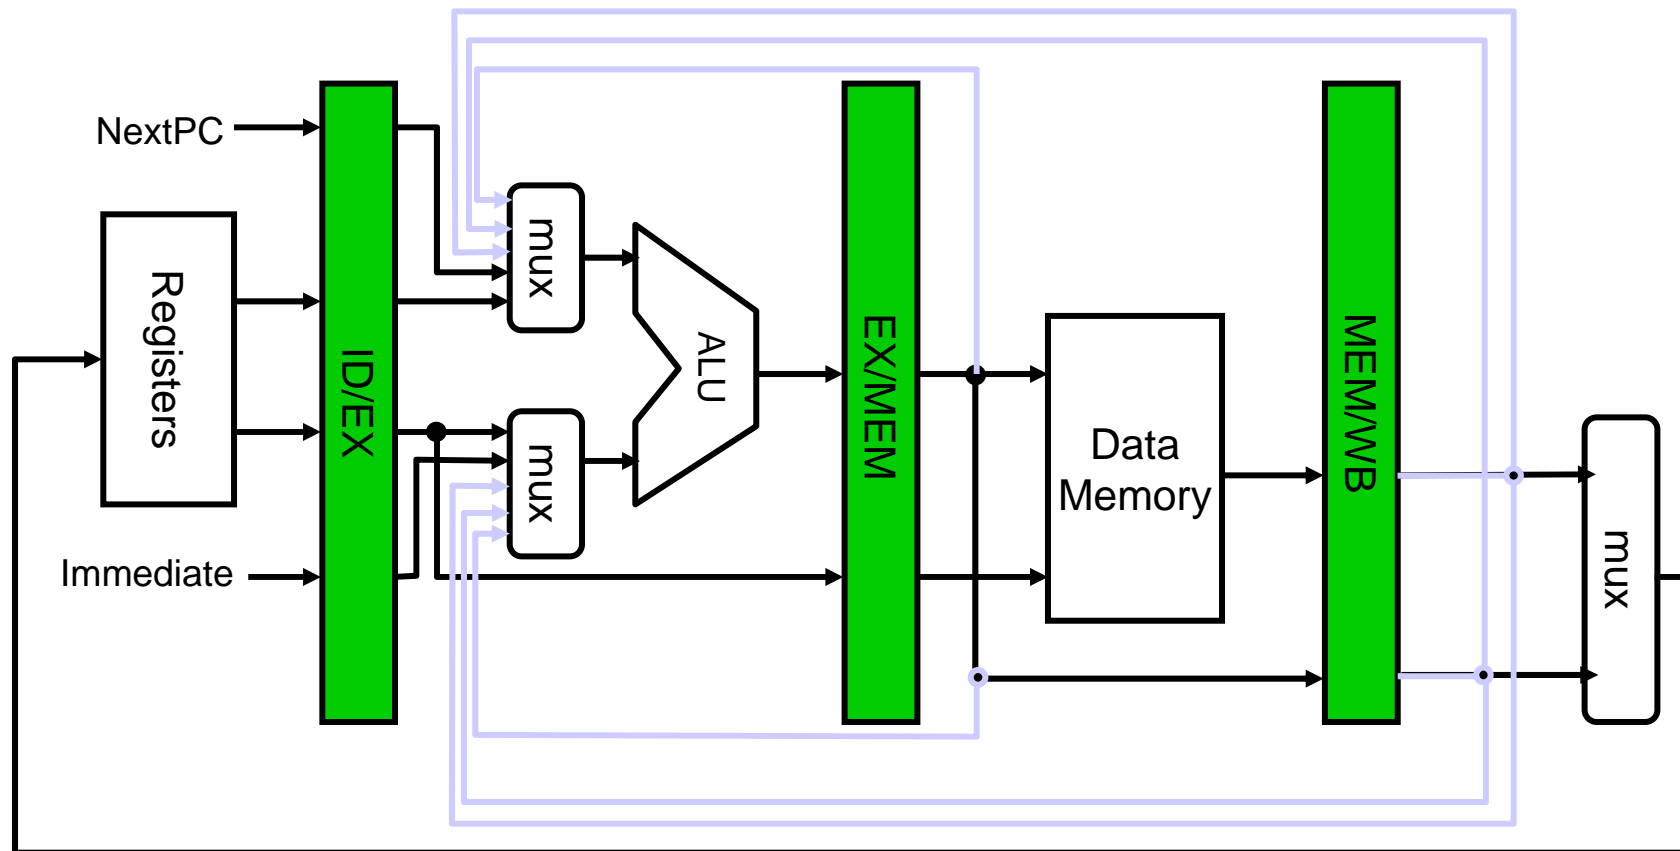 NextPC
Registers
Immediate
ID/EX
mux
mux
ALU
EX/MEM
Data
Memory
MEM/WB
mux